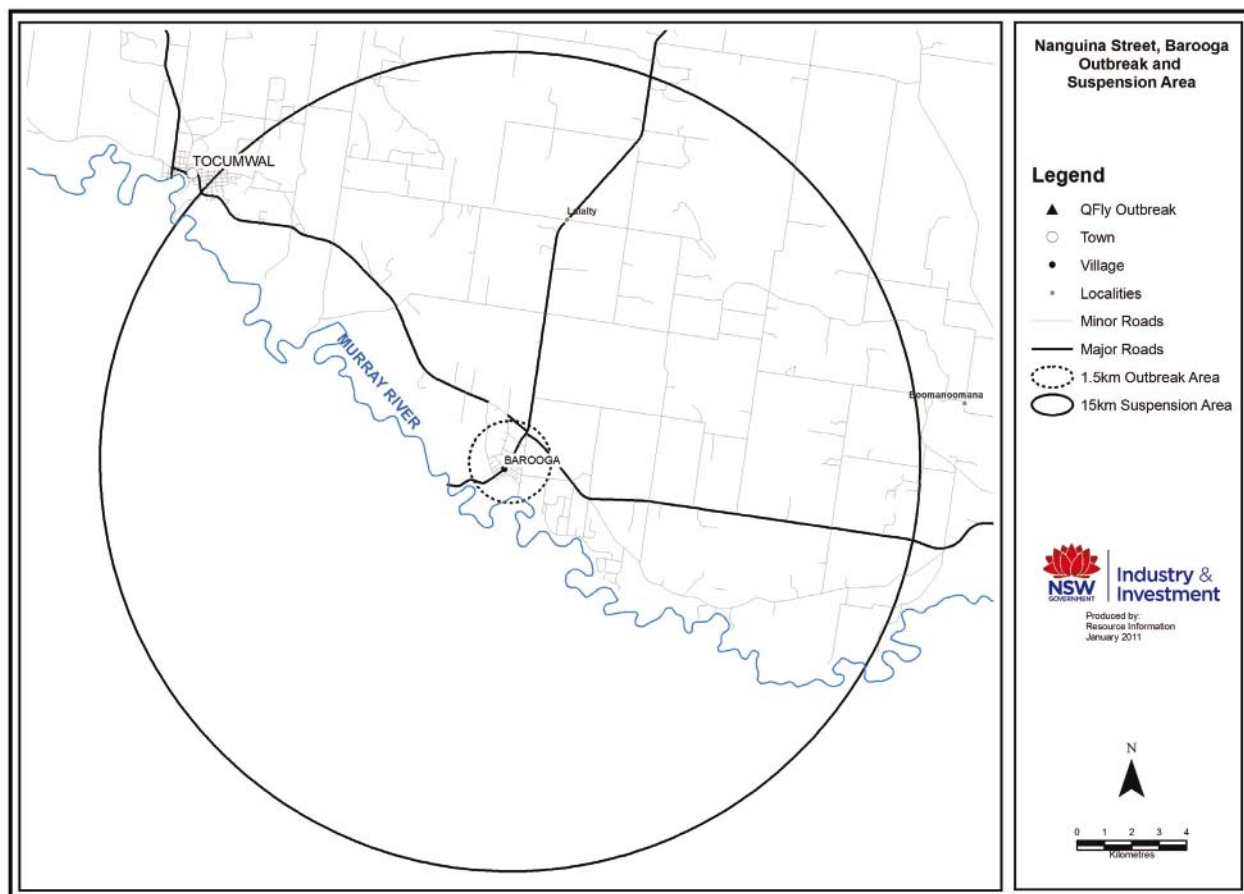 TOCUMWAL
Lalalty
Boomanoomana
MURRAY RIVER
BAROOGA
Nanguina Street, Barooga
Outbreak and
Suspension Area
Legend
QFly Outbreak
Town
Village
Localities
Minor Roads
Major Roads
1.5km Outbreak Area
15km Suspension Area
NSW
GOVERNMENT
Industry &
Investment
Produced by:
Resource Information
January 2011
N
0 1 2 3 4
Kilometres